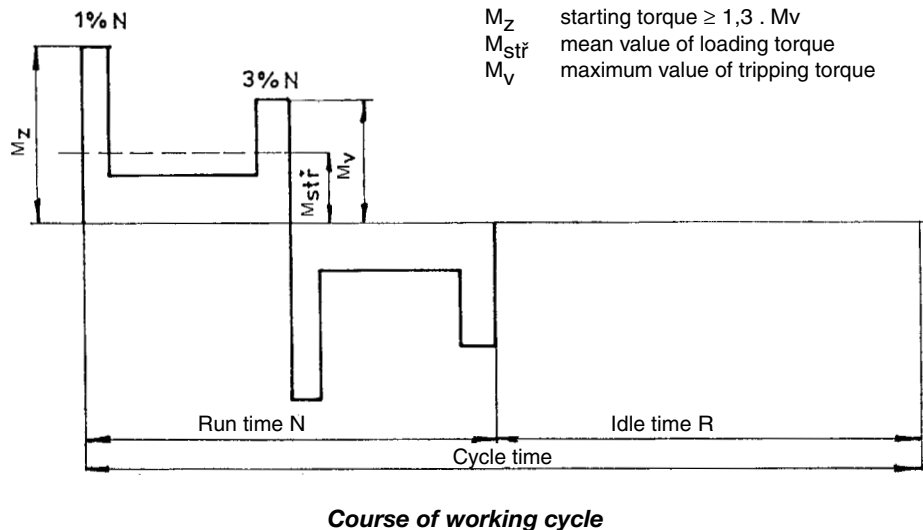 1% N
M_Z starting torque ≥ 1,3 . Mv
M_stř mean value of loading torque
M_v maximum value of tripping torque
3% N
M_Z
M_stř
M_v
Run time N
Idle time R
Cycle time
Course of working cycle